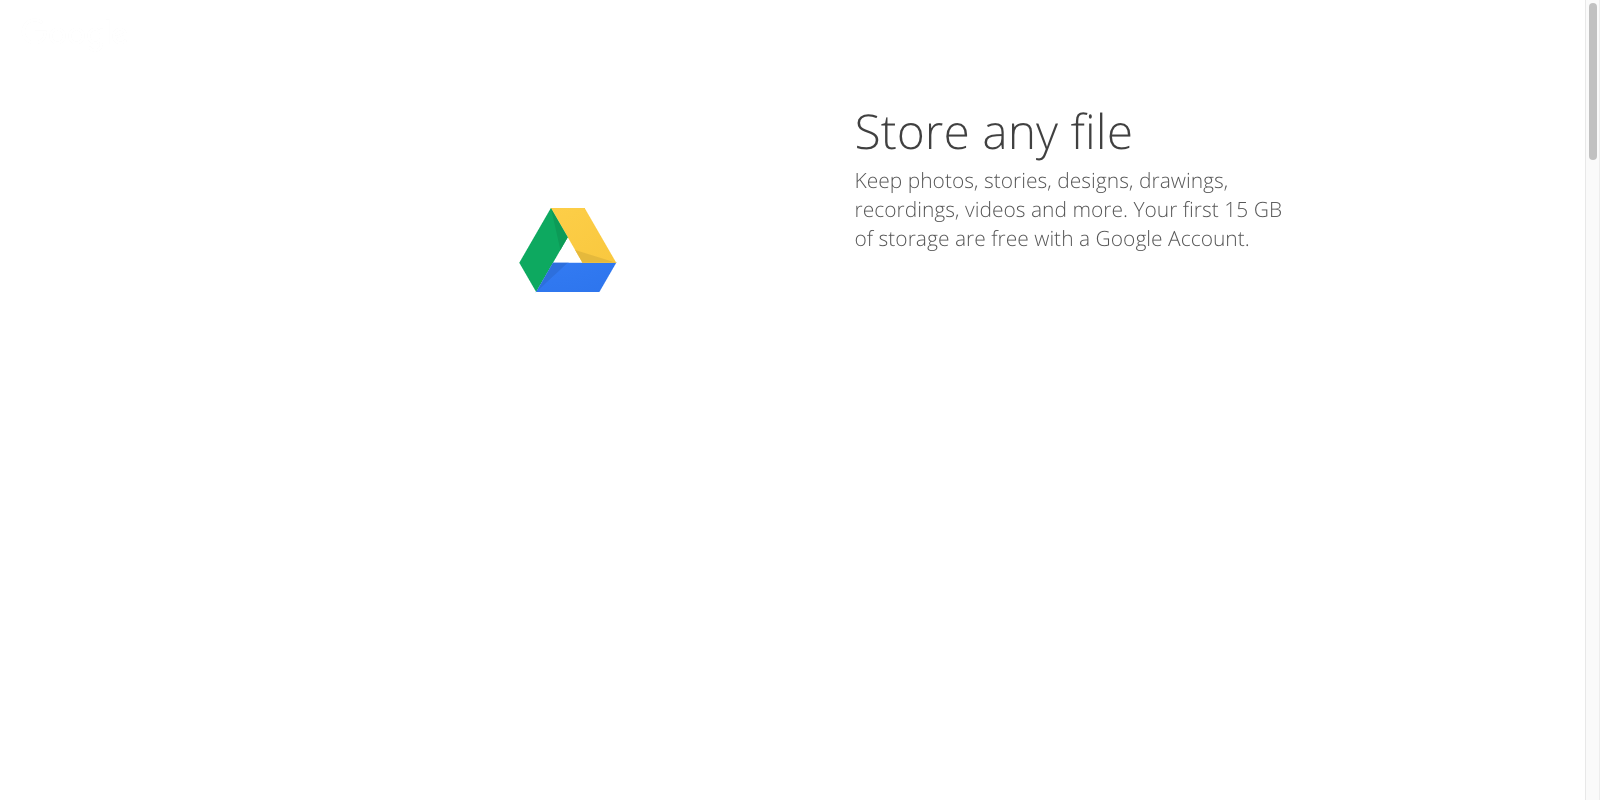 Store any file
Keep photos, stories, designs, drawings,
recordings, videos and more. Your first 15 GB
of storage are free with a Google Account.